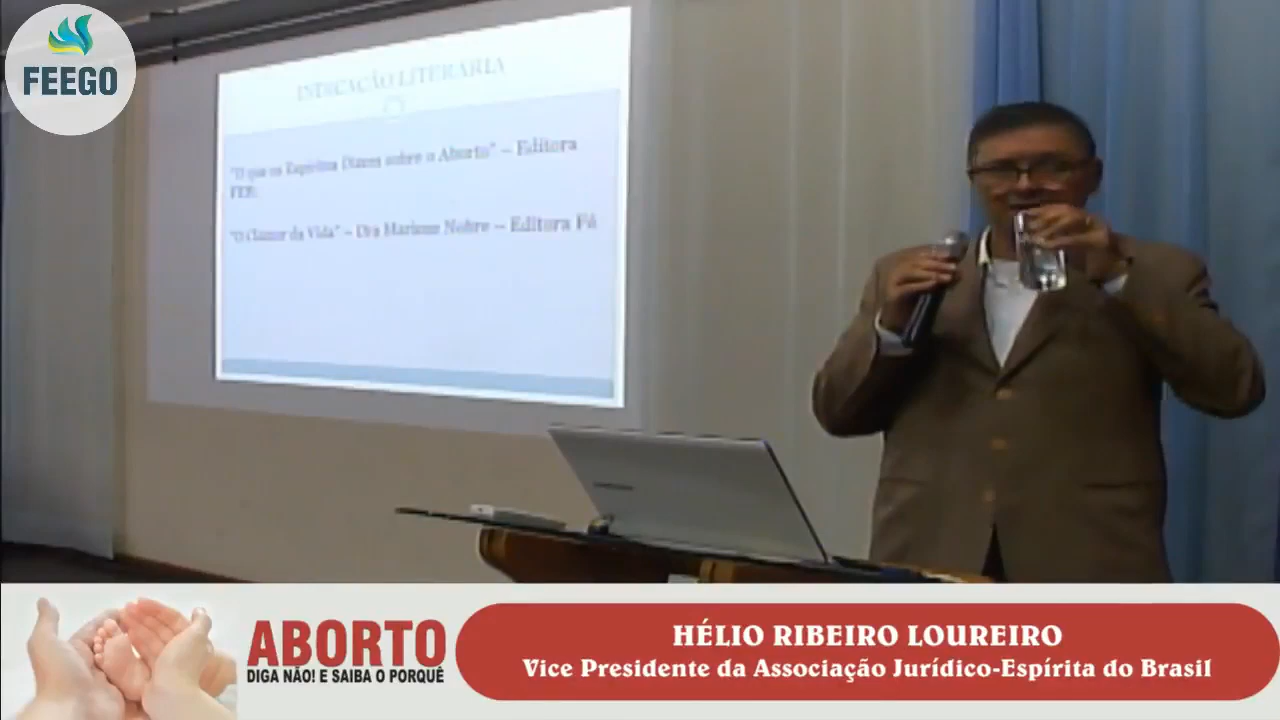 FEEGO
INDICAÇÃO LITERÁRIA
"O que os Espíritos Dizem sobre o Aborto" – Editora
FEB;
"O Clamor da Vida" – Dra Marlene Nobre – Editora Fé
ABORTO
DIGA NÃO! E SAIBA O PORQUÊ
HÉLIO RIBEIRO LOUREIRO
Vice Presidente da Associação Jurídico-Espírita do Brasil